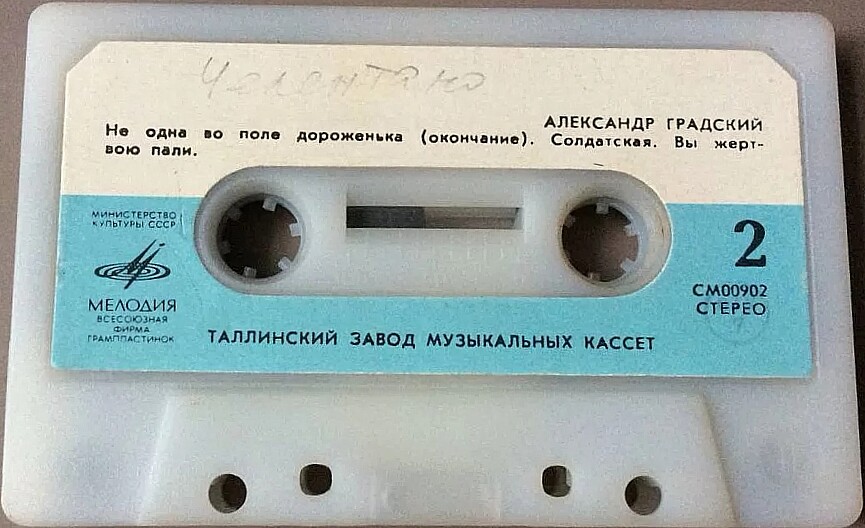 Челентано
АЛЕКСАНДР ГРАДСКИЙ
Не одна во поле дороженька (окончание). Солдатская. Вы жерт-
вою пали.
МИНИСТЕРСТВО
КУЛЬТУРЫ СССР
2
МЕЛОДИЯ
ВСЕСОЮЗНАЯ
ФИРМА
ГРАМПЛАСТИНОК
СМ00902
СТЕРЕО
ТАЛЛИНСКИЙ ЗАВОД МУЗЫКАЛЬНЫХ КАССЕТ